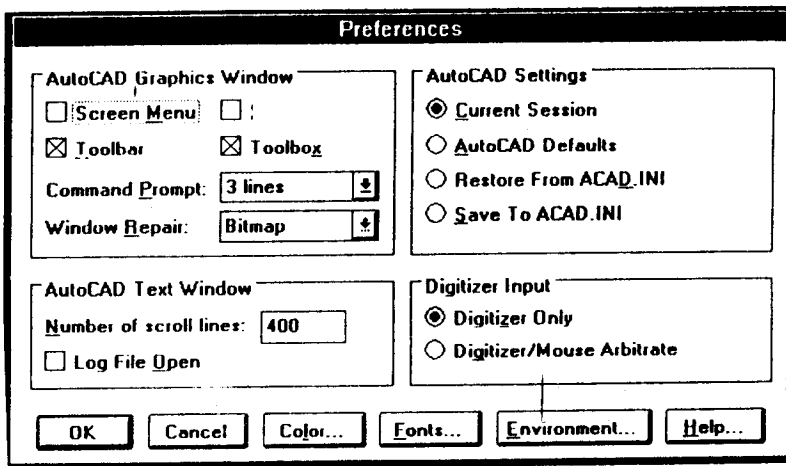 Preferences
AutoCAD Graphics Window
Screen Menu
Toolbar
Toolbox
Command Prompt: 3 lines
Window Repair: Bitmap
AutoCAD Settings
Current Session
AutoCAD Defaults
Restore From ACAD.INI
Save To ACAD.INI
AutoCAD Text Window
Number of scroll lines: 400
Log File Open
Digitizer Input
Digitizer Only
Digitizer/Mouse Arbitrate
OK Cancel Color... Fonts... Environment... Help...